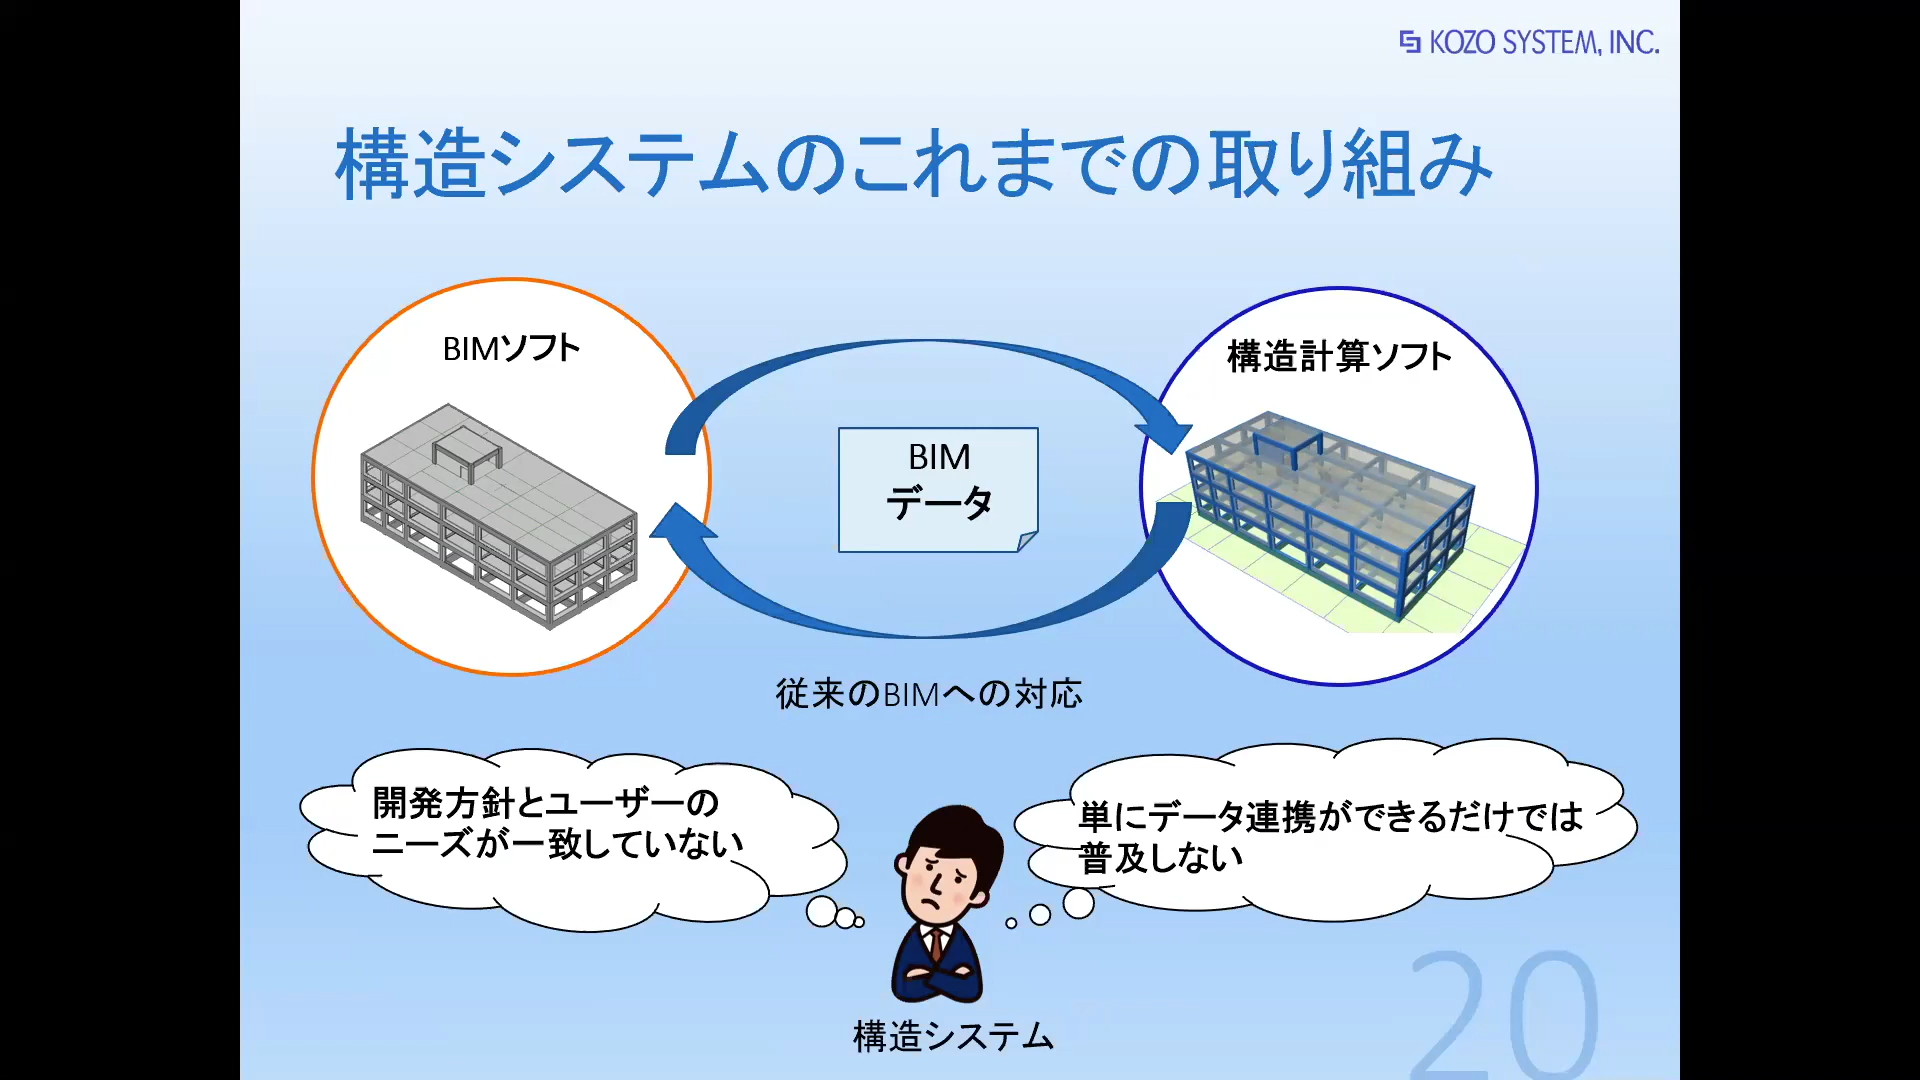 KOZO SYSTEM, INC.
構造システムのこれまでの取り組み
BIMソフト
構造計算ソフト
BIM
データ
従来のBIMへの対応
開発方針とユーザーの
ニーズが一致していない
単にデータ連携ができるだけでは
普及しない
構造システム
20